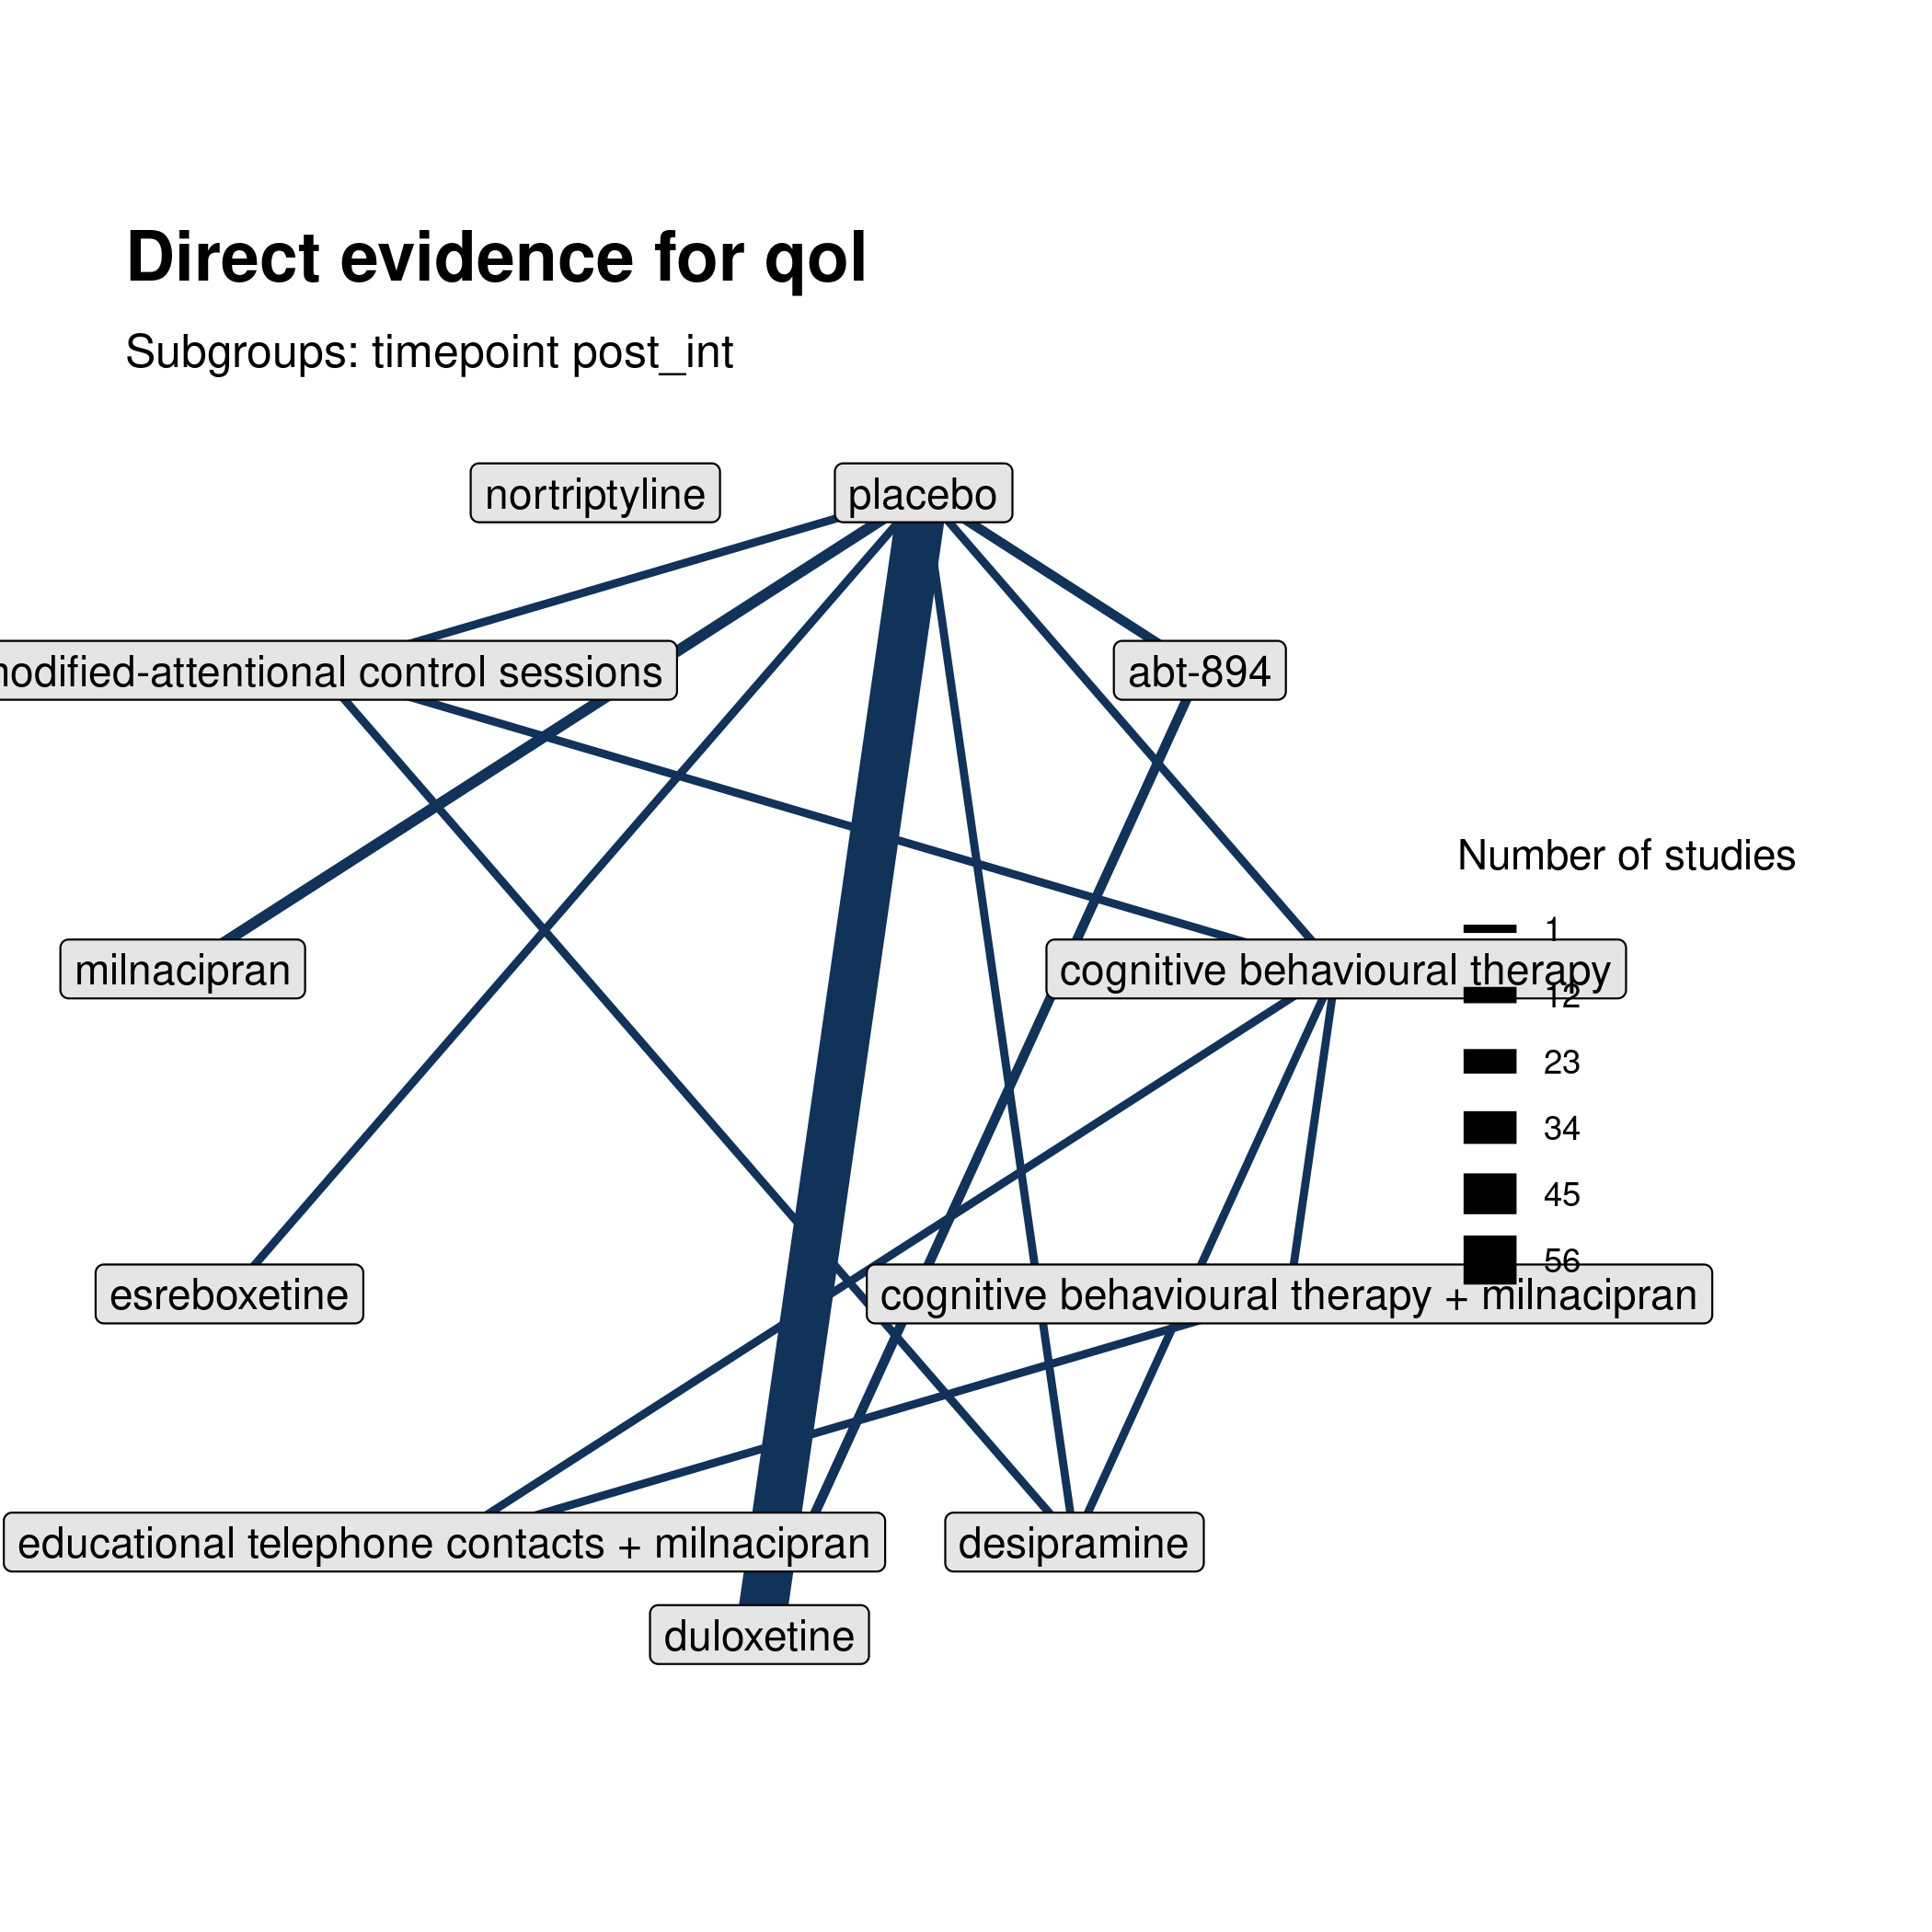 Direct evidence for qol
Subgroups: timepoint post_int
nortriptyline
placebo
modified-attentional control sessions
abt-894
Number of studies
1
milnacipran
cognitive behavioural therapy
12
23
34
45
56
esreboxetine
cognitive behavioural therapy + milnacipran
educational telephone contacts + milnacipran
desipramine
duloxetine